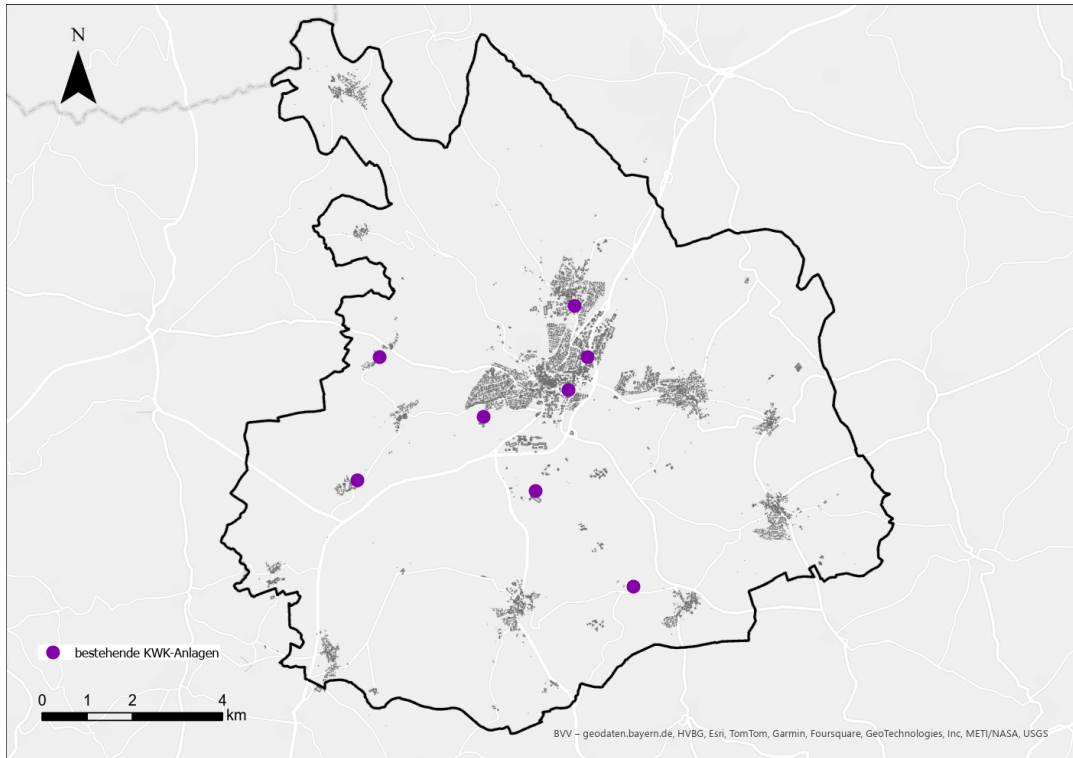 N
bestehende KWK-Anlagen
0 1 2 4
km
BVV – geodaten.bayern.de, HVBG, Esri, TomTom, Garmin, Foursquare, GeoTechnologies, Inc, METI/NASA, USGS